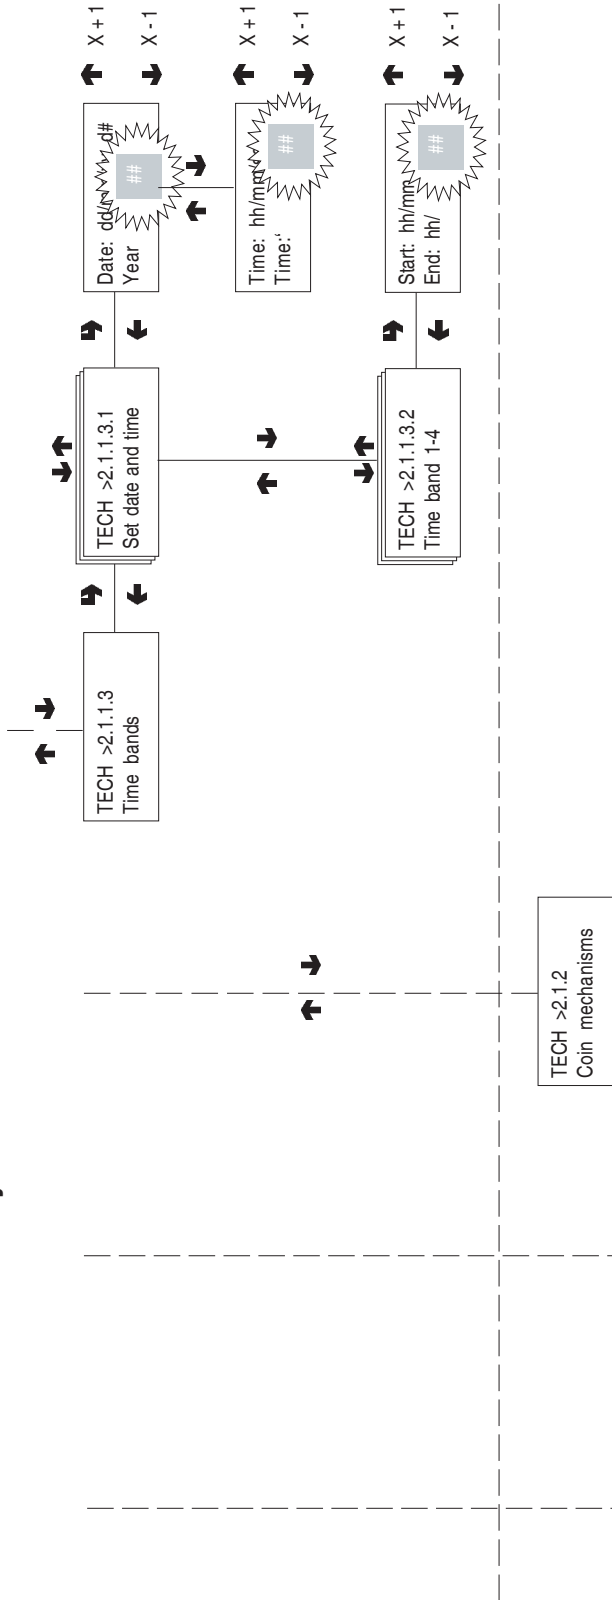 TECH >2.1.1.3
Time bands
TECH >2.1.1.3.1
Set date and time
Date:
Year
##
X + 1
X - 1
Time: hh/mm
Time:‘
##
X + 1
X - 1
TECH >2.1.1.3.2
Time band 1-4
Start: hh/mm
End: hh/
##
X + 1
X - 1
TECH >2.1.2
Coin mechanisms